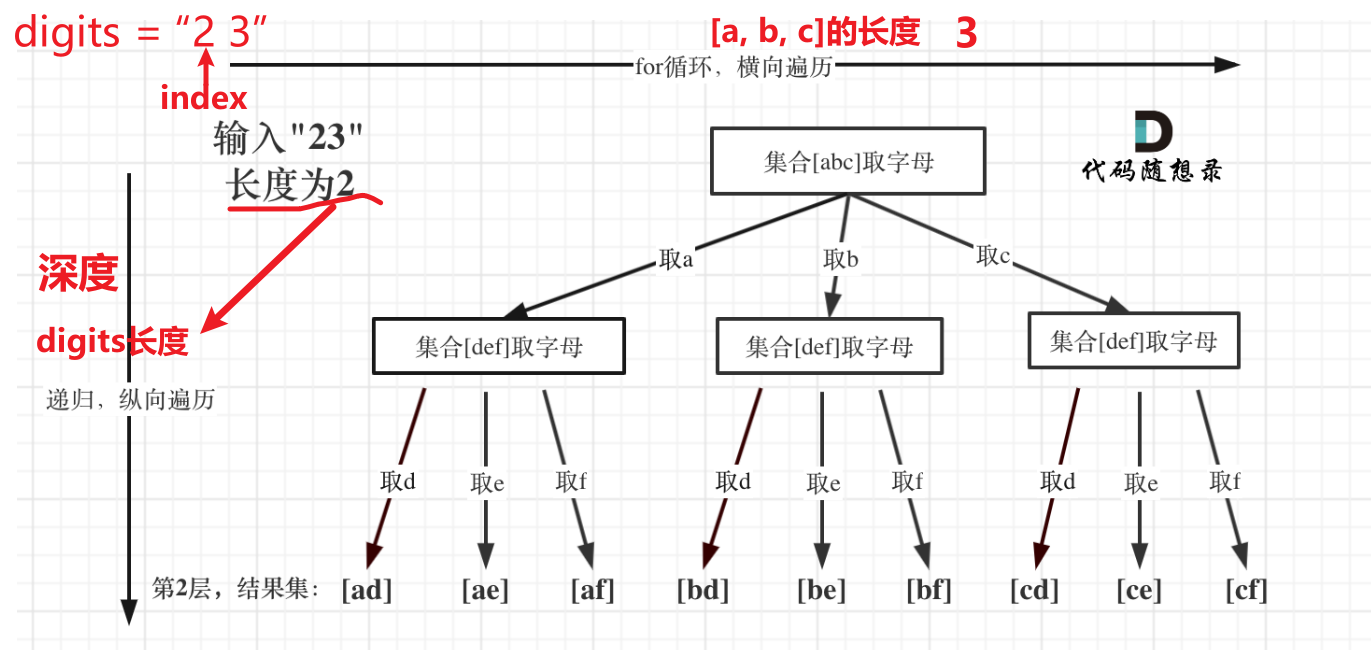 digits = “2 3”
[a, b, c]的长度 3
for循环，横向遍历
index
输入"23"
长度为2
集合[abc]取字母
代码随想录
取a
取b
取c
深度
digits长度
集合[def]取字母
集合[def]取字母
集合[def]取字母
递归，纵向遍历
取d
取e
取f
取d
取e
取f
取d
取e
取f
第2层，结果集： [ad] [ae] [af] [bd] [be] [bf] [cd] [ce] [cf]